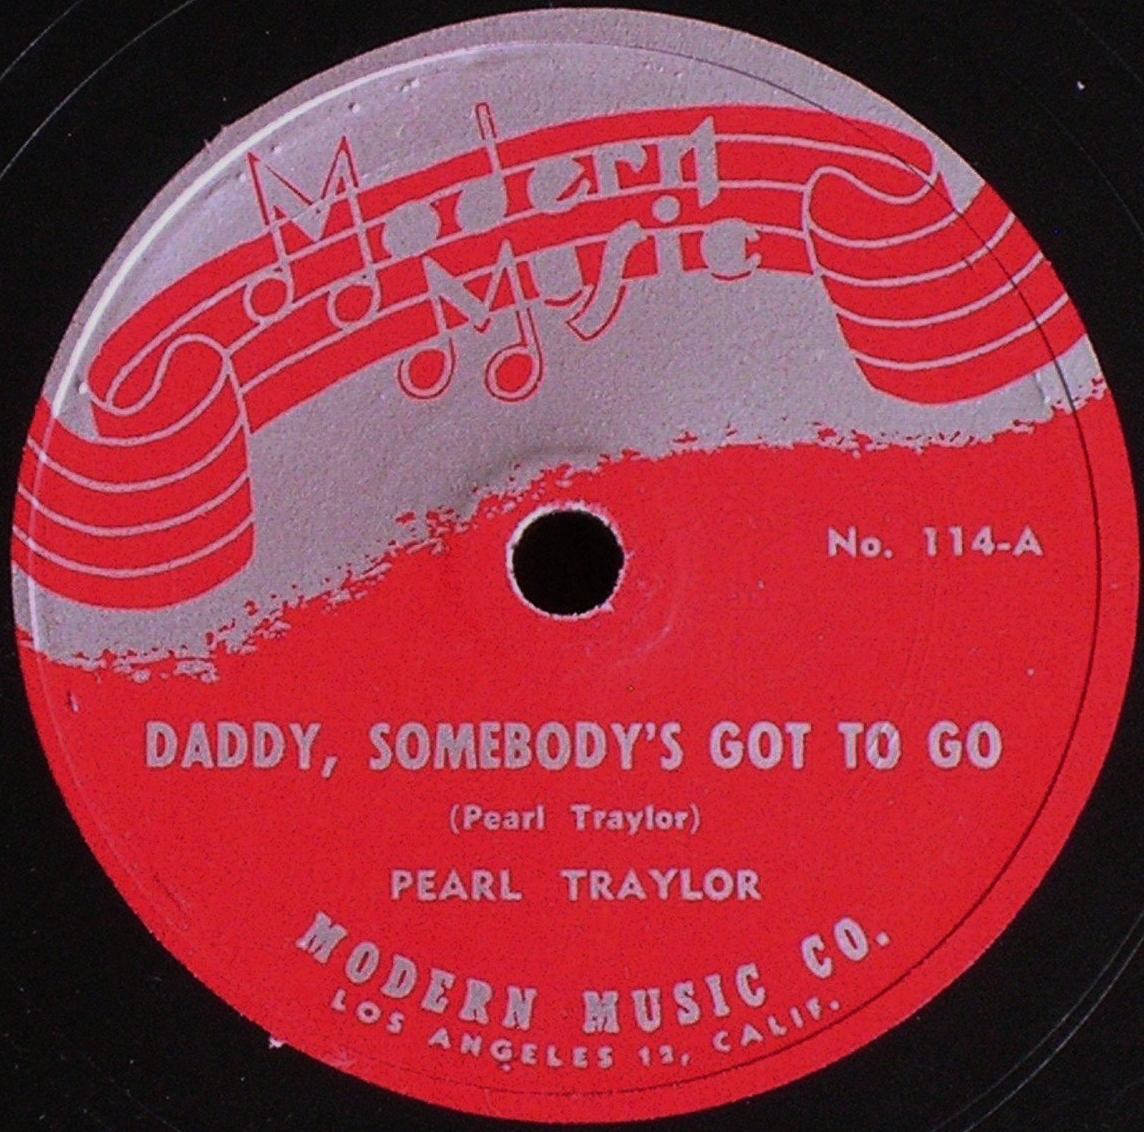 Modern
Music
No. 114-A
DADDY, SOMEBODY'S GOT TO GO
(Pearl Traylor)
PEARL TRAYLOR
MODERN MUSIC CO.
LOS ANGELES 12, CALIF.